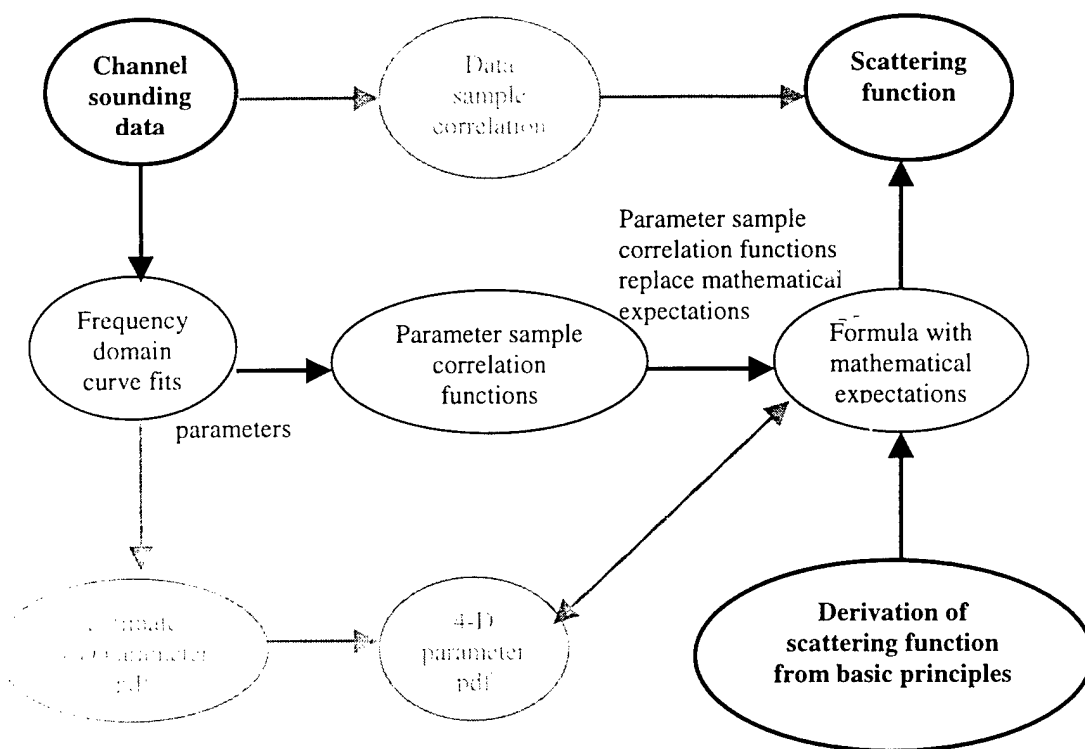 Channel
sounding
data
Data
sample
correlation
Scattering
function
Parameter sample
correlation functions
replace mathematical
expectations
Frequency
domain
curve fits
Parameter sample
correlation
functions
Formula with
mathematical
expectations
parameters
parameter
pdf
4-D
parameter
pdf
Derivation of
scattering function
from basic principles